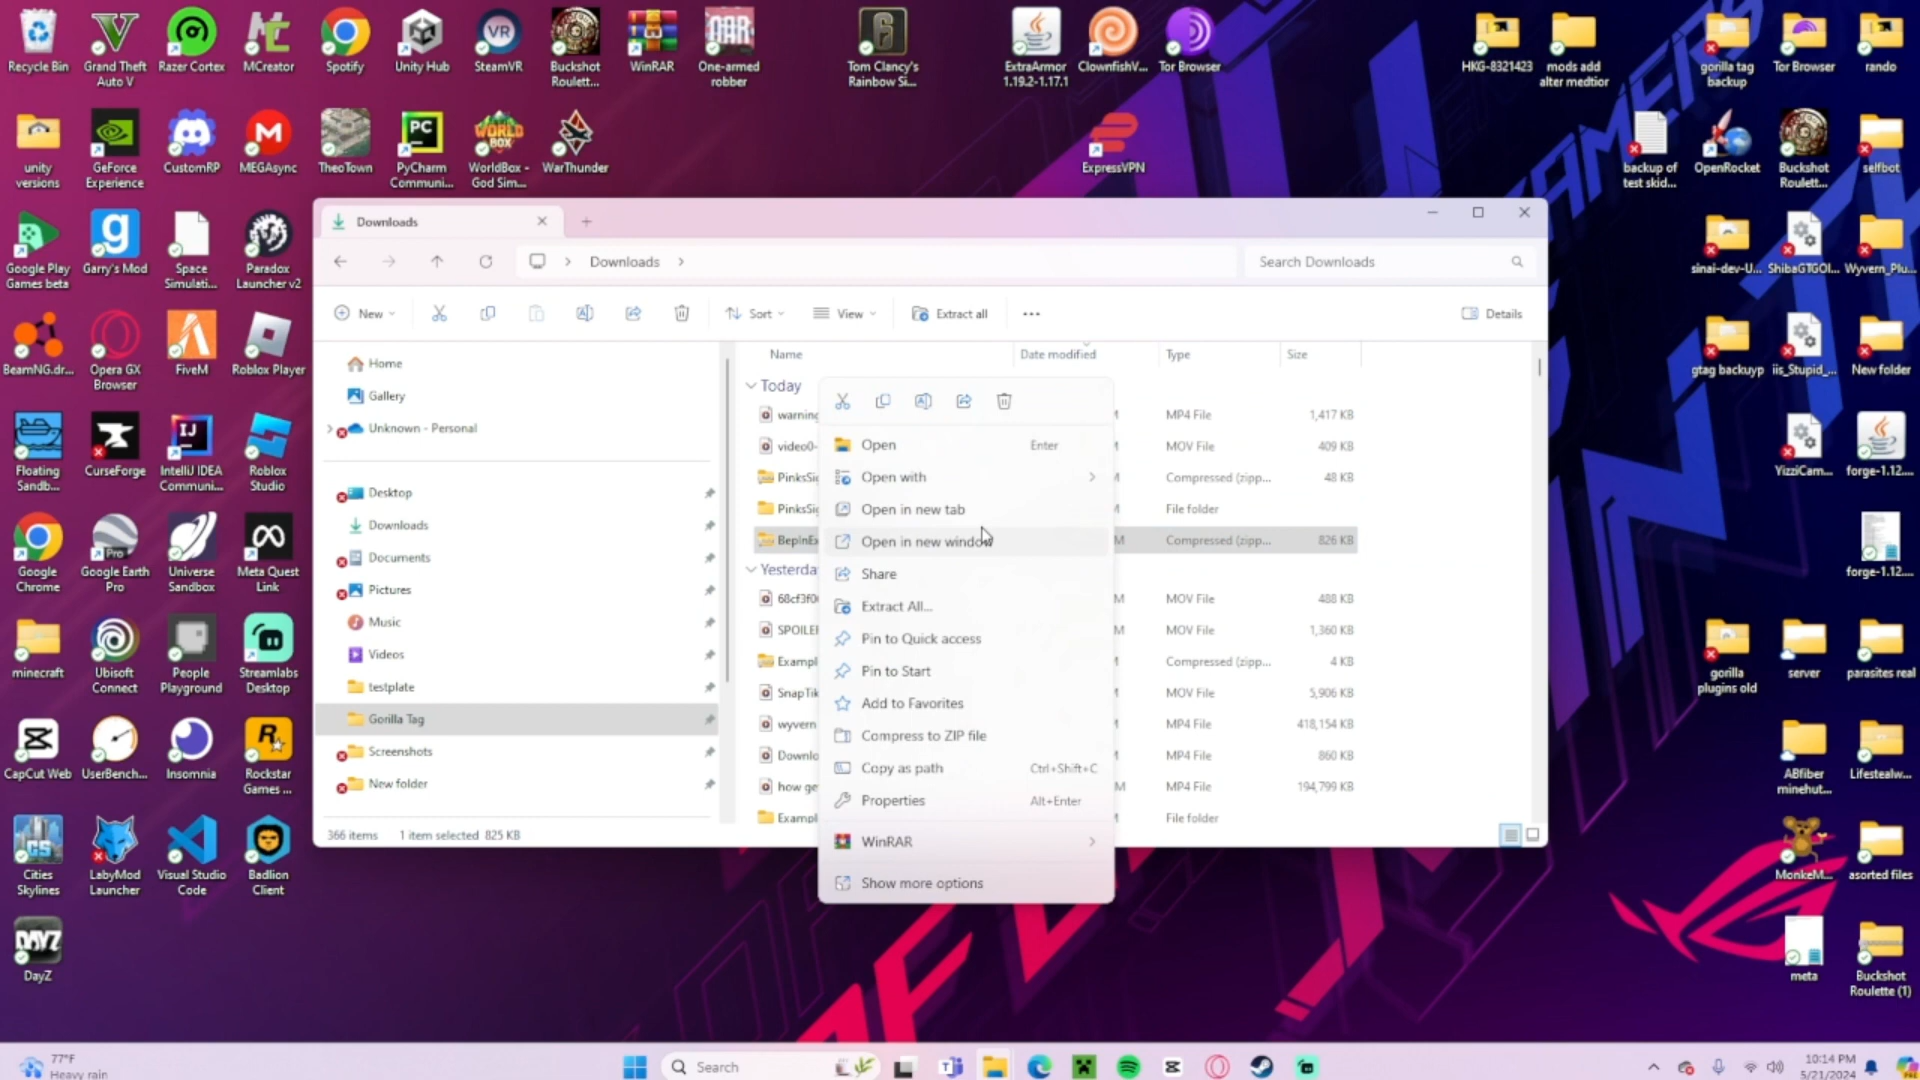 Recycle Bin
Grand Theft
Auto V
Razer Cortex
MCreator
Spotify
Unity Hub
SteamVR
Buckshot
Roulett...
WinRAR
One-armed
robber
Tom Clancy's
Rainbow Si...
ExtraArmor
1.19.2-1.17.1
ClownfishV...
Tor Browser
HKG-8321423
mods add
alter medtior
gorilla tag
backup
Tor Browser
rando
unity
versions
GeForce
Experience
CustomRP
MEGAsync
TheoTown
PyCharm
Communi...
WorldBox -
God Sim...
WarThunder
ExpressVPN
backup of
test skid...
OpenRocket
Buckshot
Roulett...
selfbot
Google Play
Games beta
Garry's Mod
Space
Simulati...
Paradox
Launcher v2
sinai-dev-U...
ShibaGTGOl...
Wyvern_Plu...
BeamNG.dr...
Opera GX
Browser
FiveM
Roblox Player
gtag backuyp
iis_Stupid_...
New folder
Floating
Sandb...
CurseForge
IntelliJ IDEA
Communi...
Roblox
Studio
YizziCam...
forge-1.12....
Google
Chrome
Google Earth
Pro
Universe
Sandbox
Meta Quest
Link
forge-1.12....
minecraft
Ubisoft
Connect
People
Playground
Streamlabs
Desktop
gorilla
plugins old
server
parasites real
CapCut Web
UserBench...
Insomnia
Rockstar
Games ...
ABfiber
minehut...
Lifestealw...
Cities
Skylines
LabyMod
Launcher
Visual Studio
Code
Badlion
Client
MonkeM...
asorted files
DayZ
meta
Buckshot
Roulette (1)
Downloads
Downloads
Search Downloads
New
Sort
View
Extract all
Details
Home
Gallery
Unknown - Personal
Desktop
Downloads
Documents
Pictures
Music
Videos
testplate
Gorilla Tag
Screenshots
New folder
366 items 1 item selected 825 KB
Name Date modified Type Size
Today
warning MP4 File 1,417 KB
video0- MOV File 409 KB
PinksSi Compressed (zipp... 48 KB
PinksSi File folder
BepInEx Compressed (zipp... 826 KB
Yesterda
68cf3f0 MOV File 488 KB
SPOILER MOV File 1,360 KB
Exampl Compressed (zipp... 4 KB
SnapTik MOV File 5,906 KB
wyvern MP4 File 418,154 KB
Downlo MP4 File 860 KB
how ge MP4 File 194,799 KB
Exampl File folder
Open Enter
Open with
Open in new tab
Open in new window
Share
Extract All...
Pin to Quick access
Pin to Start
Add to Favorites
Compress to ZIP file
Copy as path Ctrl+Shift+C
Properties Alt+Enter
WinRAR
Show more options
77°F
Heavy rain
Search
10:14 PM
5/21/2024